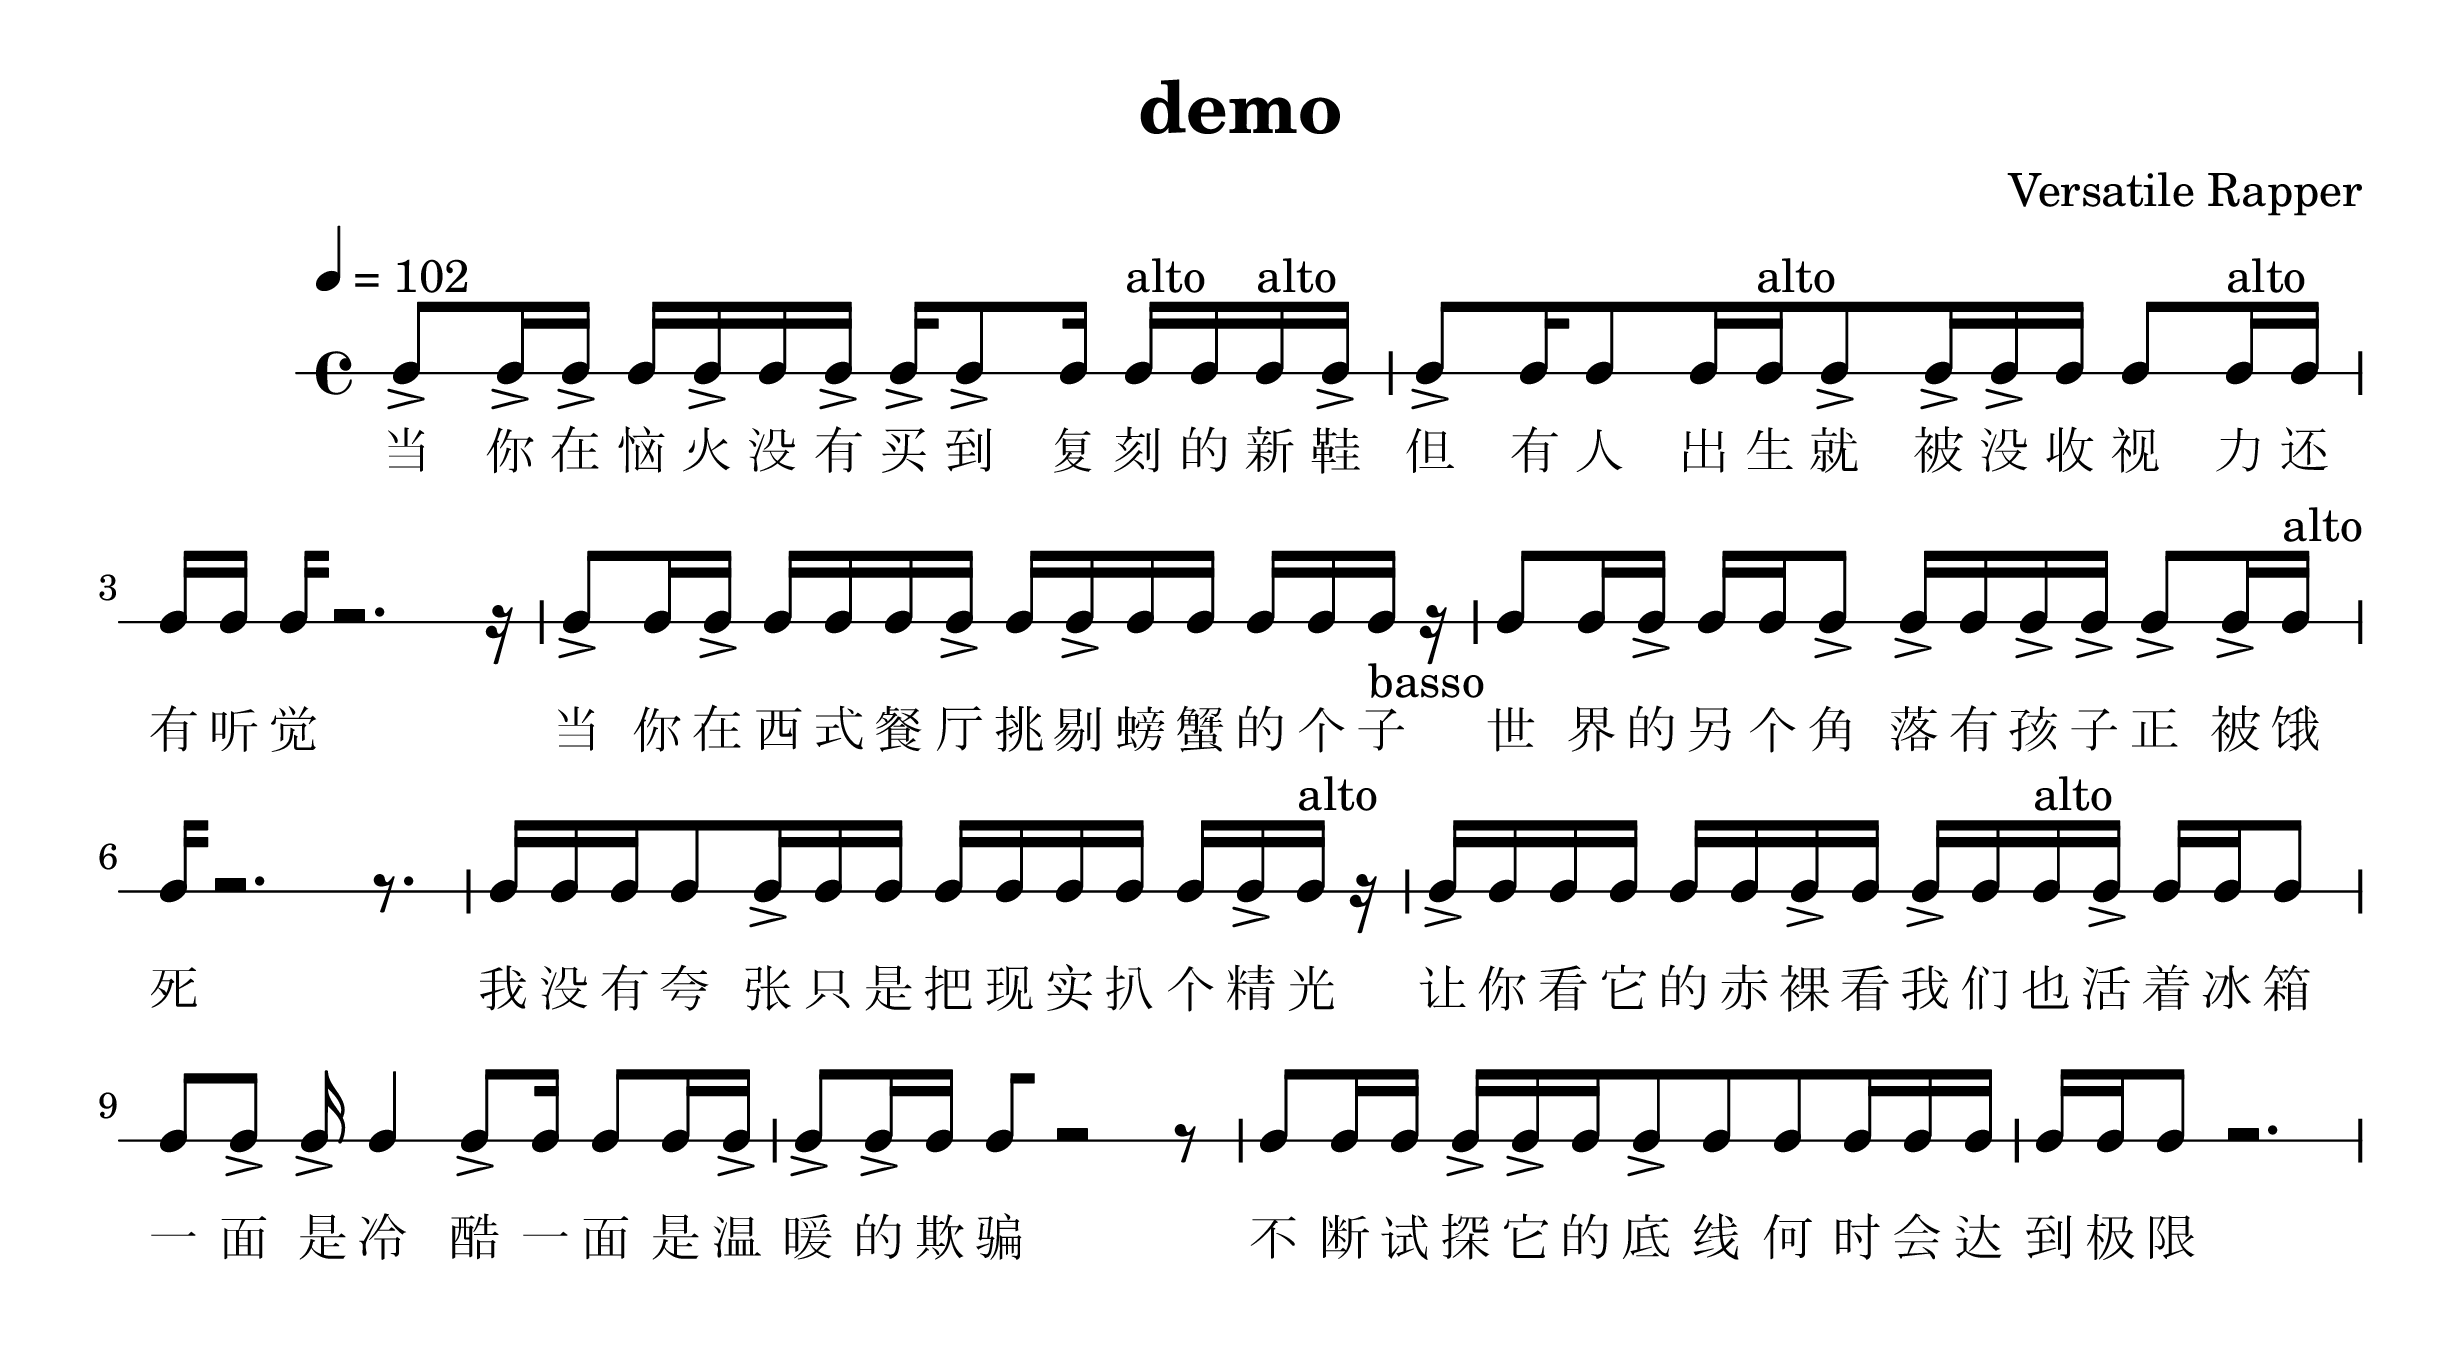 demo
Versatile Rapper
= 102
alto alto alto alto
当 你 在 恼 火 没 有 买 到 复 刻 的 新 鞋 但 有 人 出 生 就 被 没 收 视 力 还
alto
3
basso
有 听 觉 当 你 在 西 式 餐 厅 挑 剔 螃 蟹 的 个 子 世 界 的 另 个 角 落 有 孩 子 正 被 饿
alto alto
6
死 我 没 有 夸 张 只 是 把 现 实 扒 个 精 光 让 你 看 它 的 赤 裸 看 我 们 也 活 着 冰 箱
9
一 面 是 冷 酷 一 面 是 温 暖 的 欺 骗 不 断 试 探 它 的 底 线 何 时 会 达 到 极 限